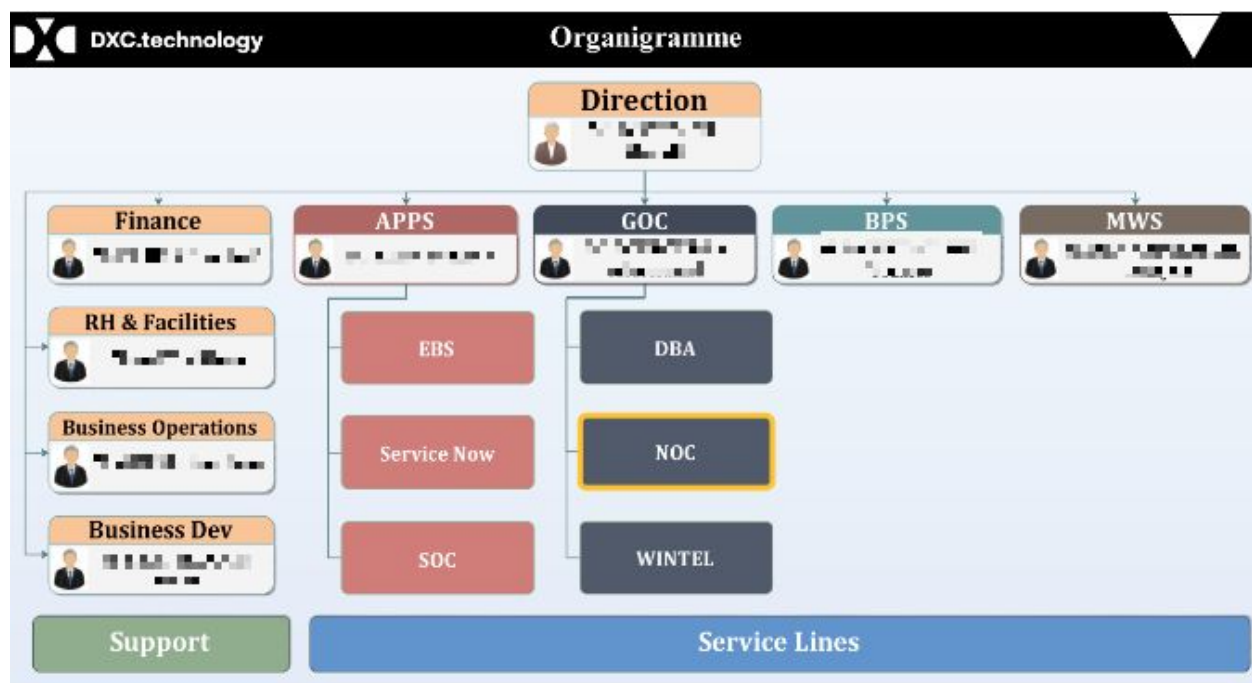 DXC.technology
Organigramme
Direction
Finance
APPS
GOC
BPS
MWS
RH & Facilities
EBS
DBA
Business Operations
Service Now
NOC
Business Dev
SOC
WINTEL
Support
Service Lines